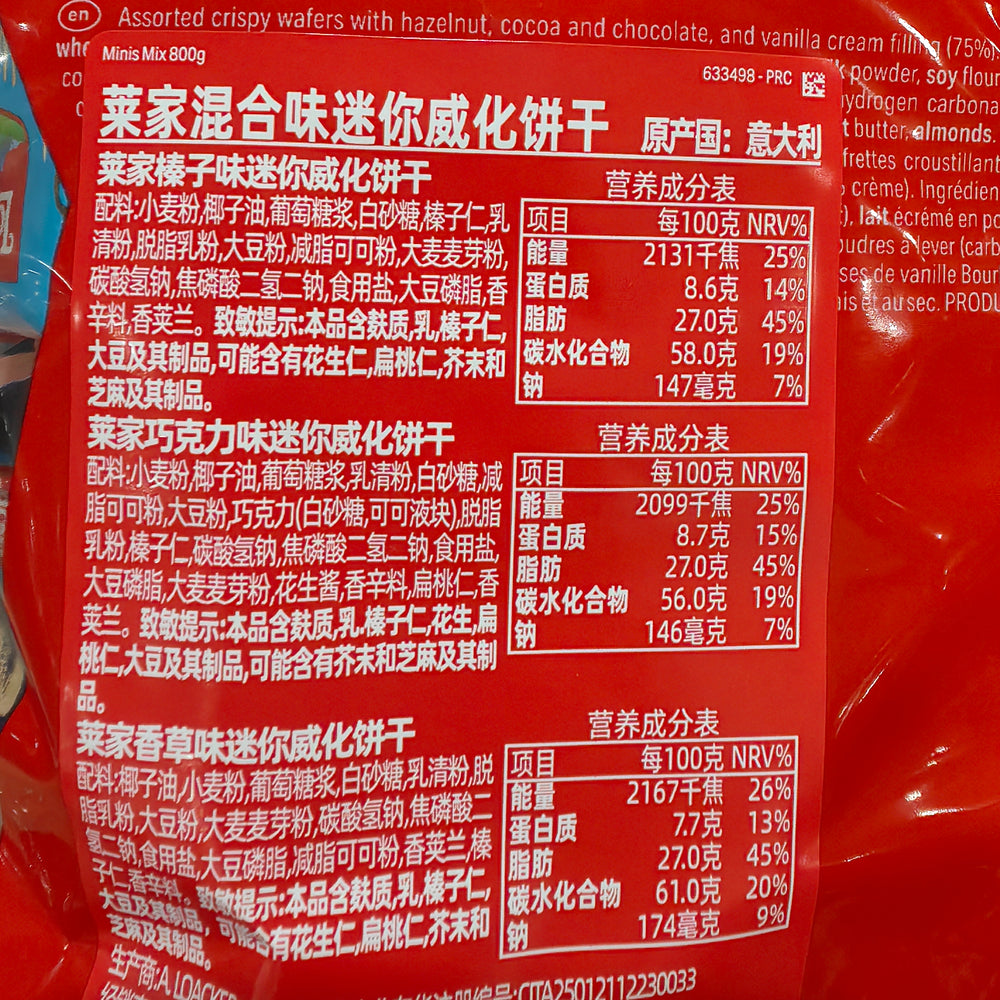 en Assorted crispy wafers with hazelnut, cocoa and chocolate, and vanilla cream filling (75%).
Minis Mix 800g
633498 - PRC
powder, soy flour
莱家混合味迷你威化饼干 原产国：意大利
butter, almonds.
莱家榛子味迷你威化饼干
配料:小麦粉,椰子油,葡萄糖浆,白砂糖,榛子仁,乳
清粉,脱脂乳粉,大豆粉,减脂可可粉,大麦麦芽粉,
碳酸氢钠,焦磷酸二氢二钠,食用盐,大豆磷脂,香
辛料,香荚兰。致敏提示:本品含麸质,乳,榛子仁,
大豆及其制品,可能含有花生仁,扁桃仁,芥末和
芝麻及其制品。
营养成分表
项目 每100克 NRV%
能量 2131千焦 25%
蛋白质 8.6克 14%
脂肪 27.0克 45%
碳水化合物 58.0克 19%
钠 147毫克 7%
crème). Ingrédien
lait écrémé en po
à lever (carb
de vanille Bour
et au sec. PRODU
莱家巧克力味迷你威化饼干
配料:小麦粉,椰子油,葡萄糖浆,乳清粉,白砂糖,减
脂可可粉,大豆粉,巧克力(白砂糖,可可液块),脱脂
乳粉,榛子仁,碳酸氢钠,焦磷酸二氢二钠,食用盐,
大豆磷脂,大麦麦芽粉,花生酱,香辛料,扁桃仁,香
荚兰。致敏提示:本品含麸质,乳.榛子仁,花生,扁
桃仁,大豆及其制品,可能含有芥末和芝麻及其制
品。
营养成分表
项目 每100克 NRV%
能量 2099千焦 25%
蛋白质 8.7克 15%
脂肪 27.0克 45%
碳水化合物 56.0克 19%
钠 146毫克 7%
莱家香草味迷你威化饼干
配料:椰子油,小麦粉,葡萄糖浆,白砂糖,乳清粉,脱
脂乳粉,大豆粉,大麦麦芽粉,碳酸氢钠,焦磷酸二
氢二钠,食用盐,大豆磷脂,减脂可可粉,香荚兰,榛
子仁,香辛料。致敏提示:本品含麸质,乳,榛子仁,
大豆及其制品，可能含有花生仁,扁桃仁,芥末和
芝麻及其制品。
营养成分表
项目 每100克 NRV%
能量 2167千焦 26%
蛋白质 7.7克 13%
脂肪 27.0克 45%
碳水化合物 61.0克 20%
钠 174毫克 9%
生产商:A. LOACKER
编号:CITA25012112230033